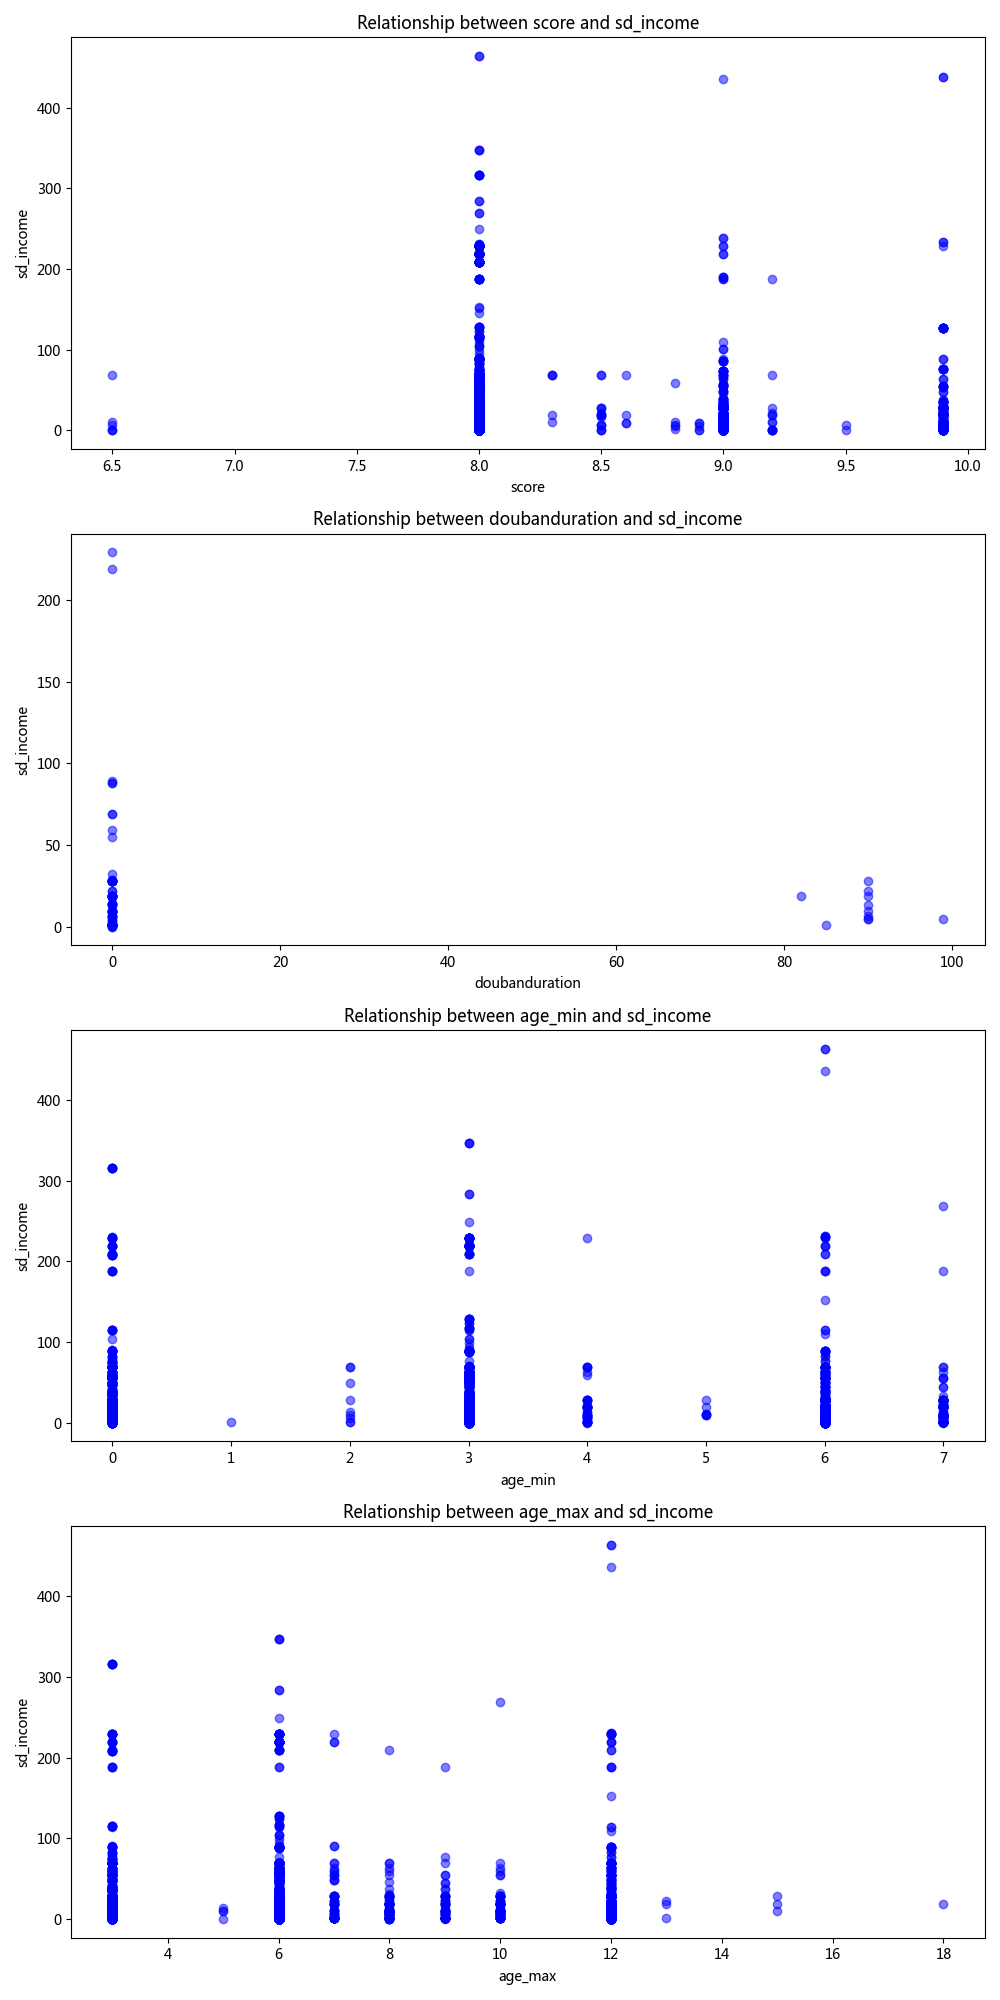 Relationship between score and sd_income
sd_income
400
300
200
100
0
6.5 7.0 7.5 8.0 8.5 9.0 9.5 10.0
score
Relationship between doubanduration and sd_income
sd_income
200
150
100
50
0
0 20 40 60 80 100
doubanduration
Relationship between age_min and sd_income
sd_income
400
300
200
100
0
0 1 2 3 4 5 6 7
age_min
Relationship between age_max and sd_income
sd_income
400
300
200
100
0
4 6 8 10 12 14 16 18
age_max